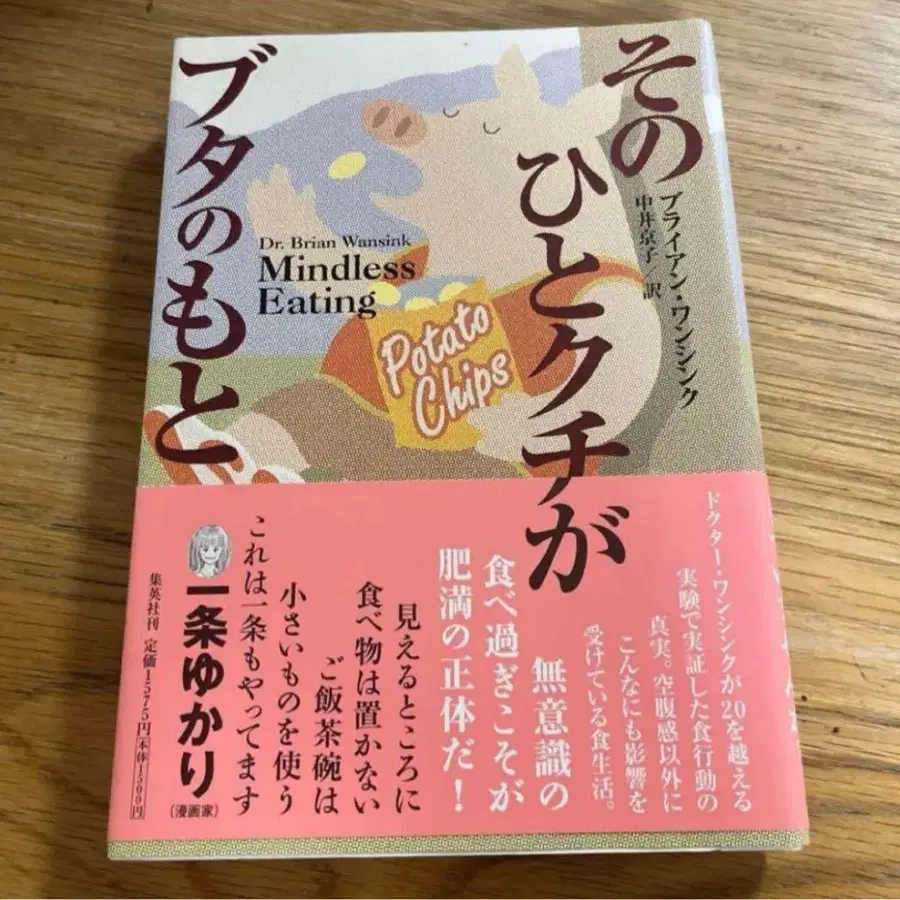 その
ひとクチが
ブタのもと
ブライアン・ワンシンク
中井京子/訳
Dr. Brian Wansink
Mindless
Eating
Potato
Chips
ドクター・ワンシンクが20を越える
実験で実証した食行動の
真実。空腹感以外に
こんなにも影響を
受けている食生活。
無意識の
食べ過ぎこそが
肥満の正体だ!
見えるところに
食べ物は置かない
ご飯茶碗は
小さいものを使う
これは一条もやってます
一条ゆかり
(漫画家)
集英社刊 定価1575円 本体1500円